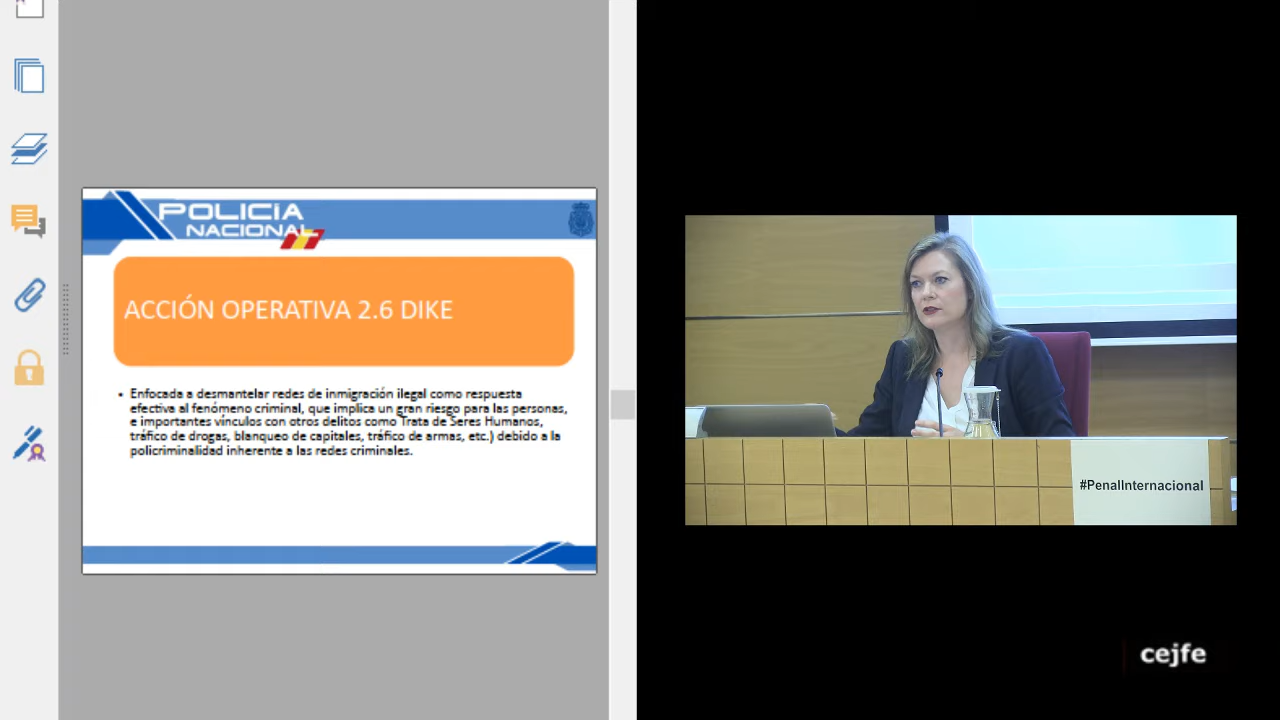 POLICÍA
NACIONAL
ACCIÓN OPERATIVA 2.6 DIKE
• Enfocada a desmantelar redes de inmigración ilegal como respuesta
efectiva al fenómeno criminal, que implica un gran riesgo para las personas,
e importantes vínculos con otros delitos como Trata de Seres Humanos,
tráfico de drogas, blanqueo de capitales, tráfico de armas, etc.) debido a la
policriminalidad inherente a las redes criminales.
#PenalInternacional
cejfe